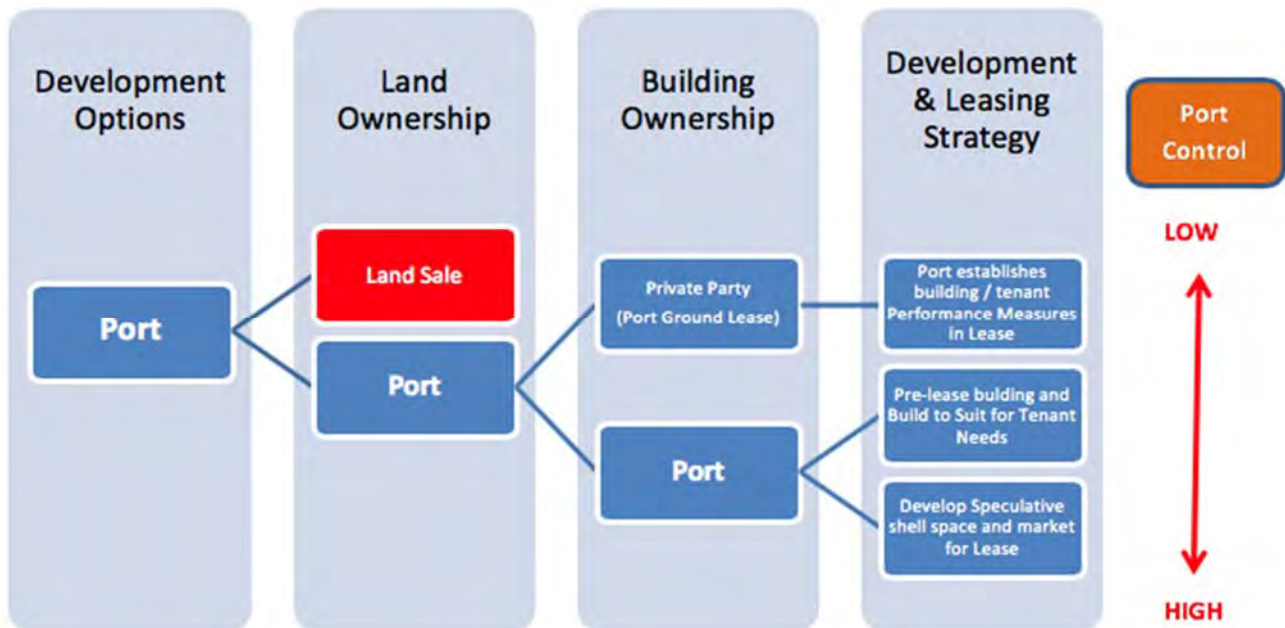 Development
Options
Land
Ownership
Building
Ownership
Development
& Leasing
Strategy
Port
Control
LOW
HIGH
Port
Land Sale
Port
Private Party
(Port Ground Lease)
Port
Port establishes
building / tenant
Performance Measures
in Lease
Pre-lease bulding and
Build to Suit for Tenant
Needs
Develop Speculative
shell space and market
for Lease